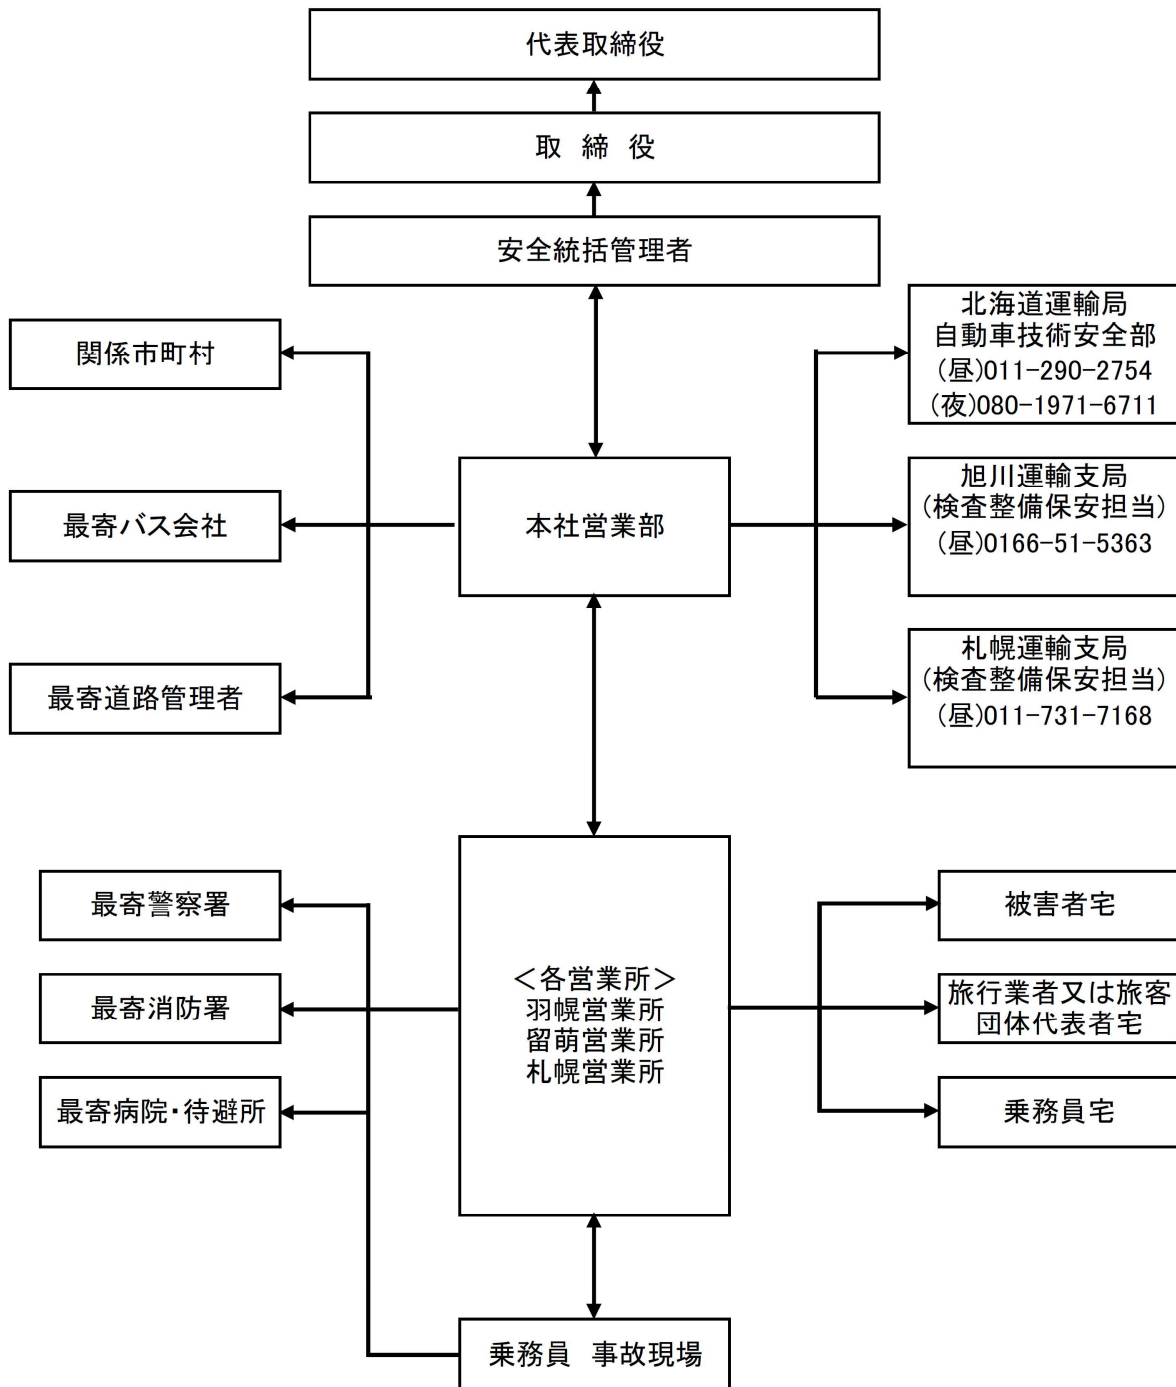 代表取締役
取　締　役
安全統括管理者
北海道運輸局
自動車技術安全部
(昼)011-290-2754
(夜)080-1971-6711
関係市町村
旭川運輸支局
(検査整備保安担当)
(昼)0166-51-5363
最寄バス会社
本社営業部
札幌運輸支局
(検査整備保安担当)
(昼)011-731-7168
最寄道路管理者
最寄警察署
被害者宅
最寄消防署
＜各営業所＞
羽幌営業所
留萌営業所
札幌営業所
旅行業者又は旅客
団体代表者宅
最寄病院・待避所
乗務員宅
乗務員　事故現場